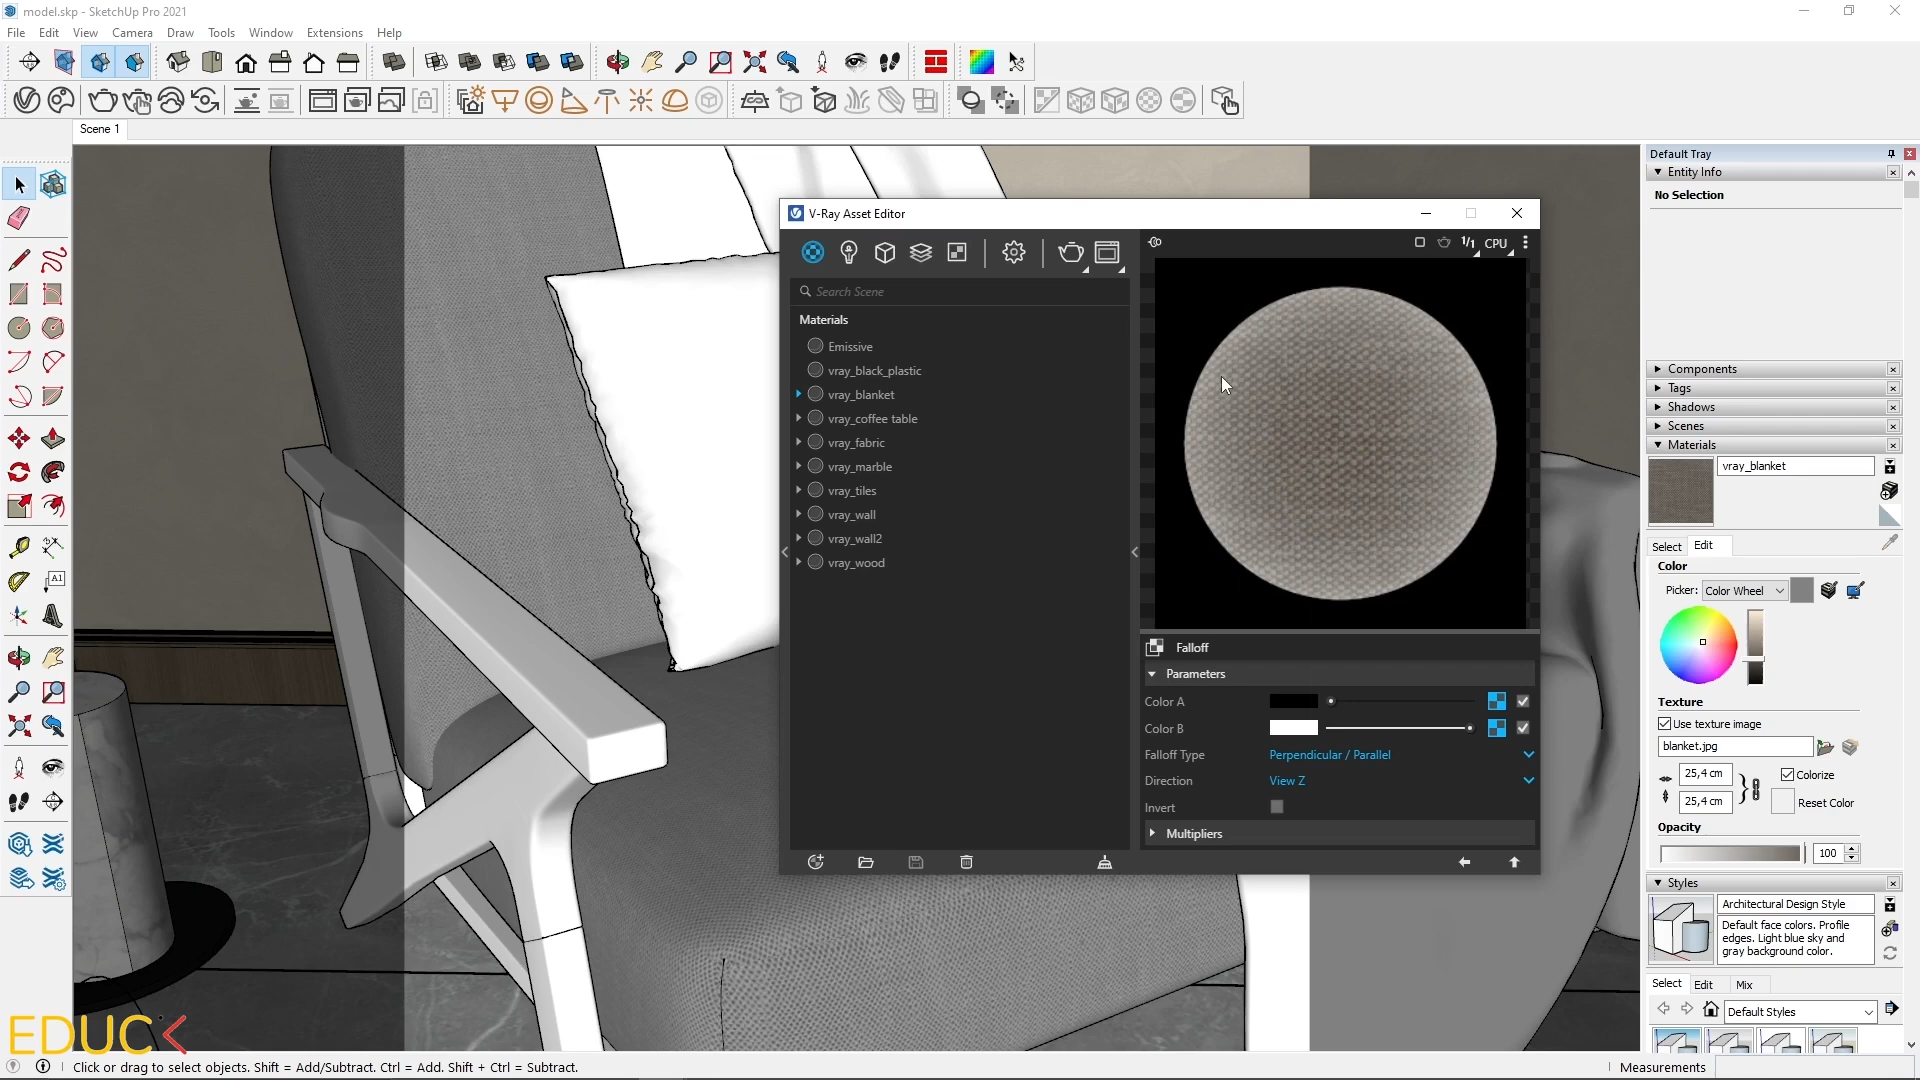 model.skp - SketchUp Pro 2021
File Edit View Camera Draw Tools Window Extensions Help
Scene 1
Default Tray
Entity Info
No Selection
V-Ray Asset Editor
1/1 CPU
Search Scene
Materials
Emissive
vray_black_plastic
vray_blanket
vray_coffee table
vray_fabric
vray_marble
vray_tiles
vray_wall
vray_wall2
vray_wood
Falloff
Parameters
Color A
Color B
Falloff Type Perpendicular / Parallel
Direction View Z
Invert
Multipliers
Components
Tags
Shadows
Scenes
Materials
vray_blanket
Select Edit
Color
Picker: Color Wheel
Texture
Use texture image
blanket.jpg
25,4 cm Colorize
25,4 cm Reset Color
Opacity
100
Styles
Architectural Design Style
Default face colors. Profile
edges. Light blue sky and
gray background color.
Select Edit Mix
Default Styles
A1
EDUC
Click or drag to select objects. Shift = Add/Subtract. Ctrl = Add. Shift + Ctrl = Subtract.
Measurements